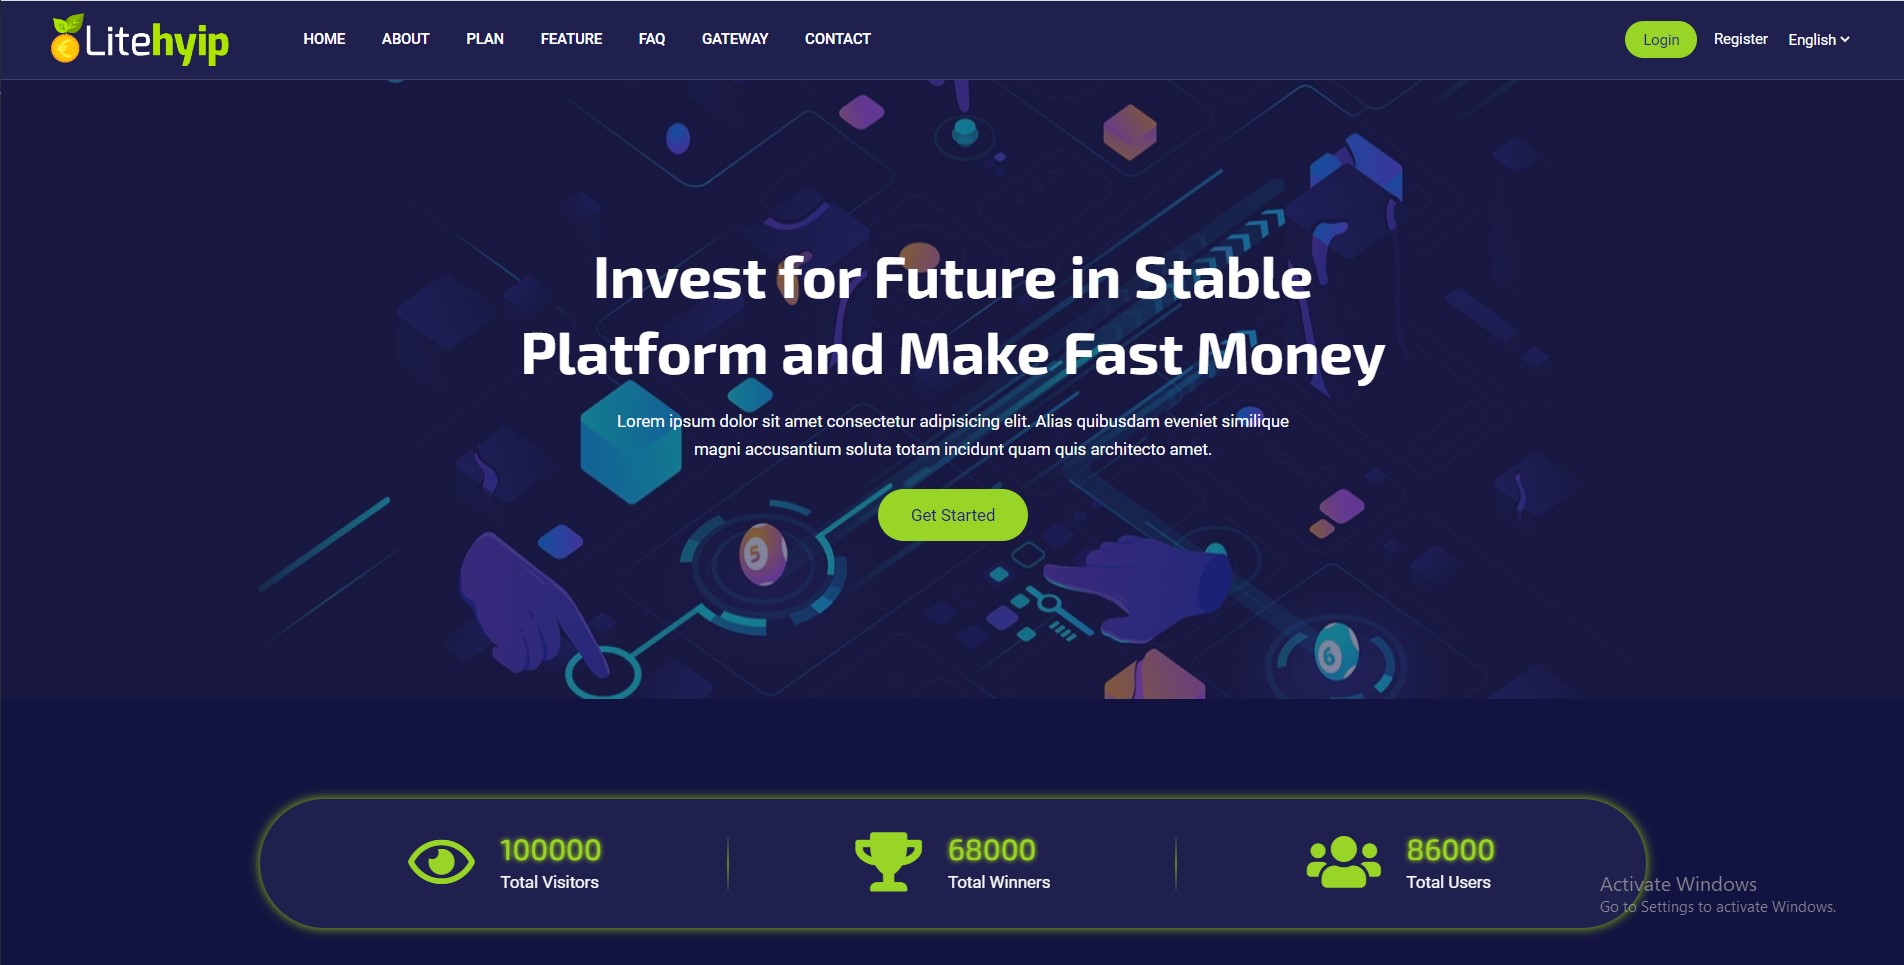 Litehyip
HOME ABOUT PLAN FEATURE FAQ GATEWAY CONTACT
Login Register English
Invest for Future in Stable
Platform and Make Fast Money
Lorem ipsum dolor sit amet consectetur adipisicing elit. Alias quibusdam eveniet similique
magni accusantium soluta totam incidunt quam quis architecto amet.
Get Started
5
6
100000
Total Visitors
68000
Total Winners
86000
Total Users
Activate Windows
Go to Settings to activate Windows.